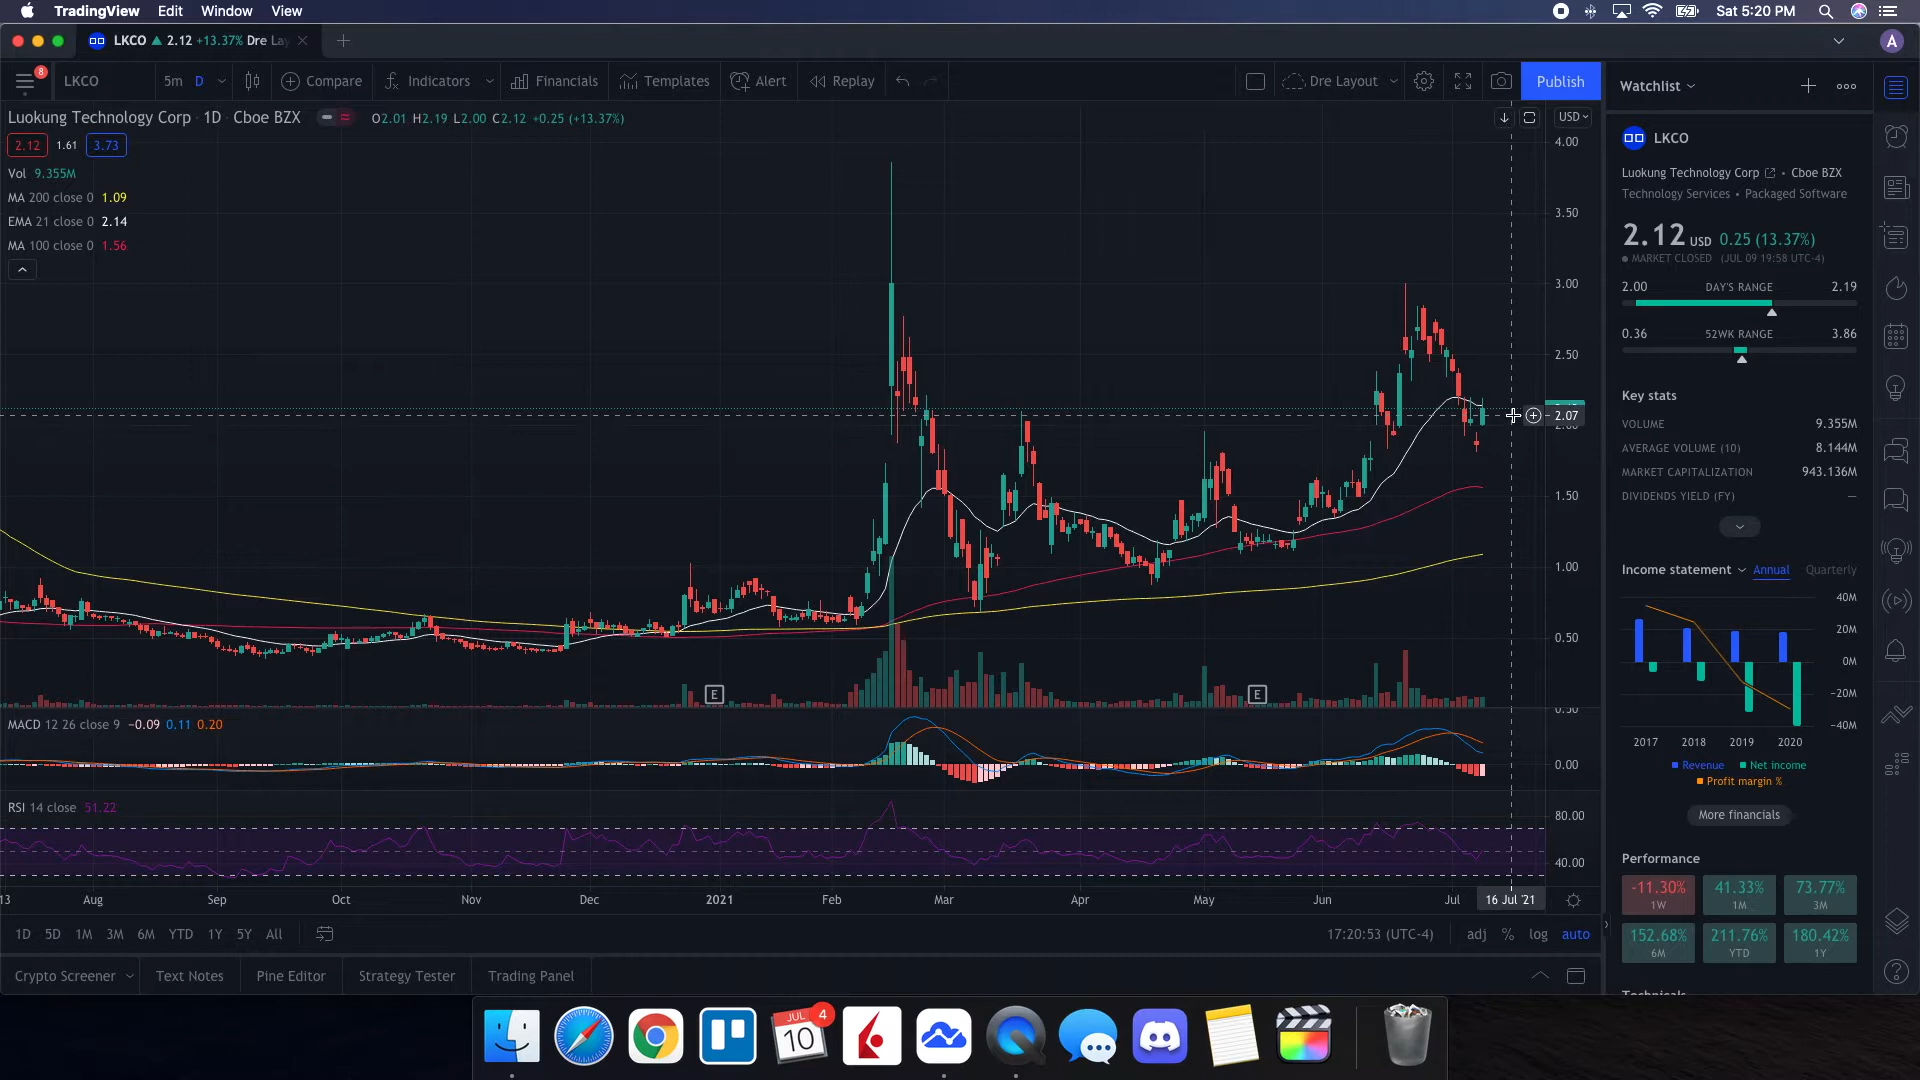 TradingView Edit Window View Sat 5:20 PM
LKCO ▲ 2.12 +13.37% Dre Lay A
8 LKCO 5m D Compare Indicators Financials Templates Alert Replay Dre Layout Publish
Luokung Technology Corp · 1D · Cboe BZX O2.01 H2.19 L2.00 C2.12 +0.25 (+13.37%) USD
2.12 1.61 3.73
Vol 9.355M
MA 200 close 0 1.09
EMA 21 close 0 2.14
MA 100 close 0 1.56
4.00
3.50
3.00
2.50
2.07
2.00
1.50
1.00
0.50
E E
MACD 12 26 close 9 −0.09 0.11 0.20
0.50
0.00
RSI 14 close 51.22
80.00
40.00
13 Aug Sep Oct Nov Dec 2021 Feb Mar Apr May Jun Jul 16 Jul '21
1D 5D 1M 3M 6M YTD 1Y 5Y All 17:20:53 (UTC-4) adj % log auto
Crypto Screener Text Notes Pine Editor Strategy Tester Trading Panel
Watchlist
LKCO
Luokung Technology Corp • Cboe BZX
Technology Services • Packaged Software
2.12 USD 0.25 (13.37%)
MARKET CLOSED (JUL 09 19:58 UTC-4)
2.00 DAY'S RANGE 2.19
0.36 52WK RANGE 3.86
Key stats
VOLUME 9.355M
AVERAGE VOLUME (10) 8.144M
MARKET CAPITALIZATION 943.136M
DIVIDENDS YIELD (FY) —
Income statement Annual Quarterly
40M
20M
0M
−20M
−40M
2017 2018 2019 2020
Revenue Net income
Profit margin %
More financials
Performance
-11.30% 41.33% 73.77%
1W 1M 3M
152.68% 211.76% 180.42%
6M YTD 1Y
Technicals
JUL 10 4